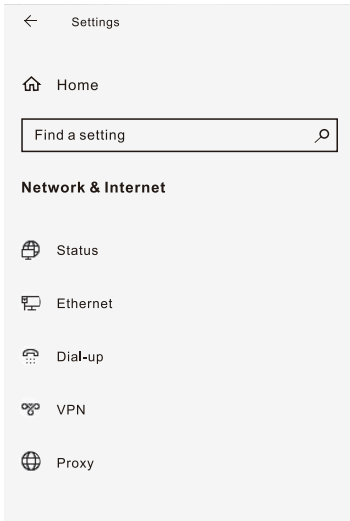 Settings
Home
Find a setting
Network & Internet
Status
Ethernet
Dial-up
VPN
Proxy